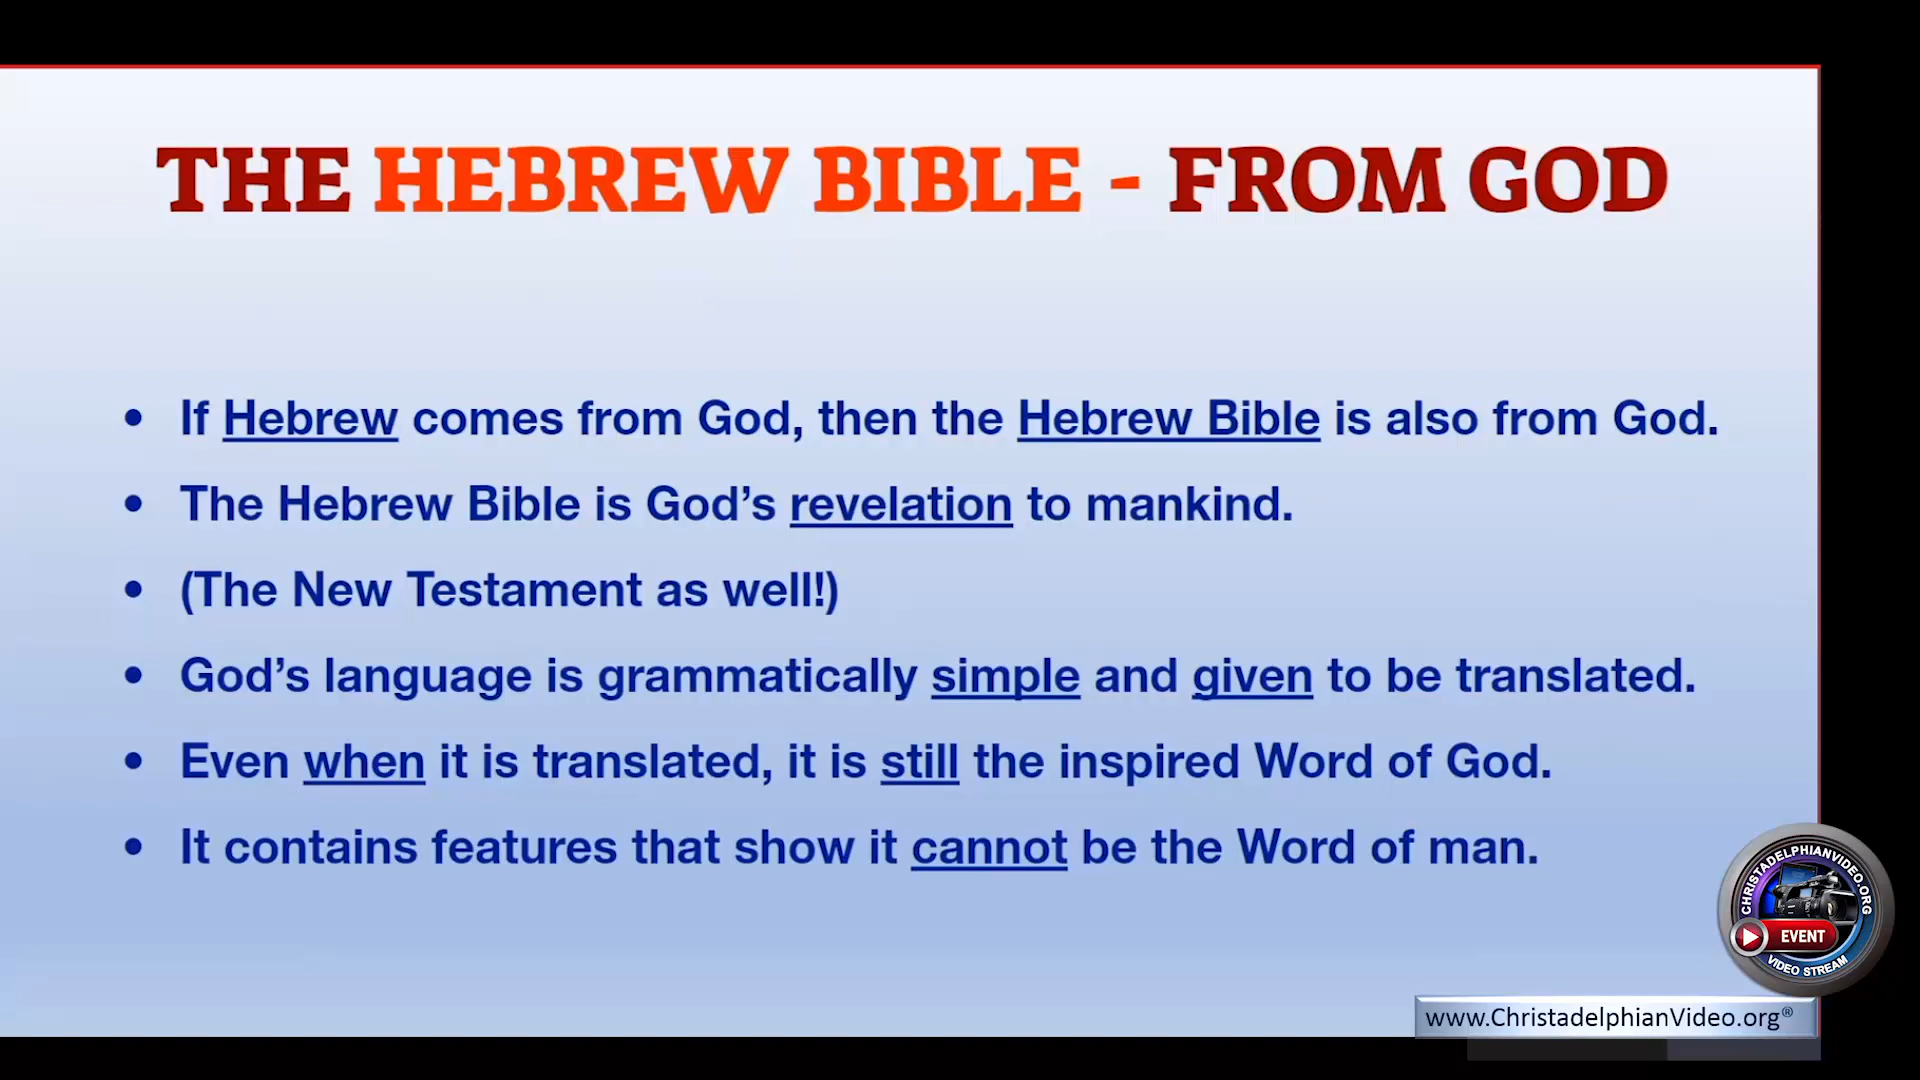 THE HEBREW BIBLE - FROM GOD
• If Hebrew comes from God, then the Hebrew Bible is also from God.
• The Hebrew Bible is God’s revelation to mankind.
• (The New Testament as well!)
• God’s language is grammatically simple and given to be translated.
• Even when it is translated, it is still the inspired Word of God.
• It contains features that show it cannot be the Word of man.
CHRISTADELPHIANVIDEO.ORG
EVENT
VIDEO STREAM
www.ChristadelphianVideo.org®